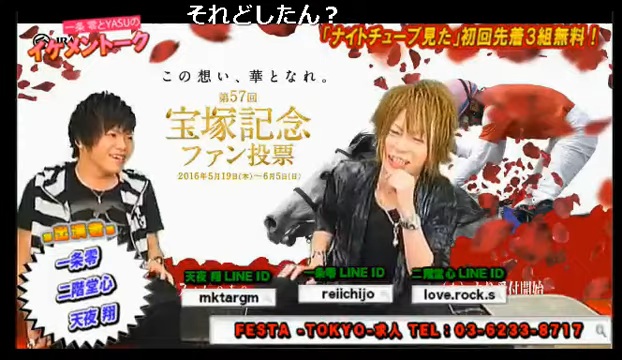 それどしたん?
一条 零とYASUの
イケメントーク
「ナイトチューブ見た」初回先着3組無料!
この想い、華となれ。
第57回
宝塚記念
ファン投票
2016年5月19日(木)〜6月5日(日)
出演者
一条零
二階堂心
天夜 翔
天夜 翔 LINE ID
mktargm
一条零 LINE ID
reiichijo
二階堂心 LINE ID
love.rock.s
受付開始
FESTA -TOKYO-求人 TEL:03-6233-8717